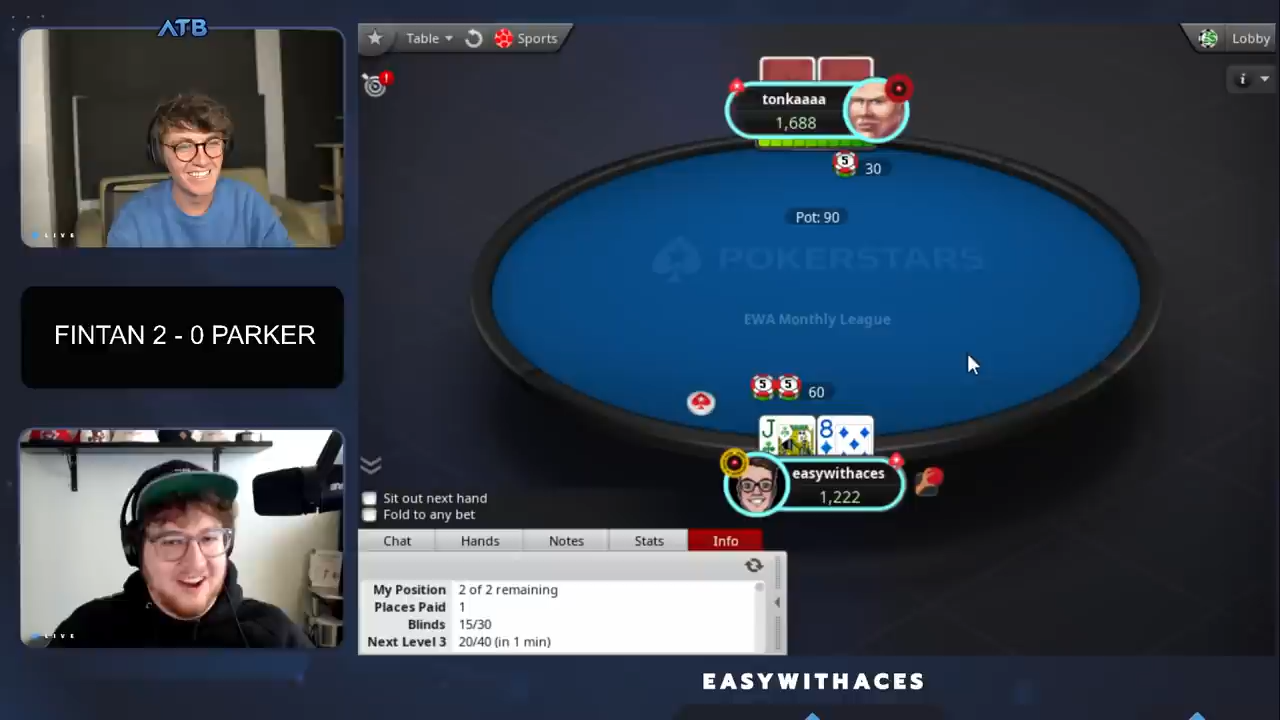 ATB
LIVE
FINTAN 2 - 0 PARKER
LIVE
Table
Sports
Lobby
i
tonkaaaa
1,688
5
30
Pot: 90
POKERSTARS
EWA Monthly League
5 5
60
J 8
easywithaces
1,222
Sit out next hand
Fold to any bet
Chat Hands Notes Stats Info
My Position 2 of 2 remaining
Places Paid 1
Blinds 15/30
Next Level 3 20/40 (in 1 min)
EASYWITHACES